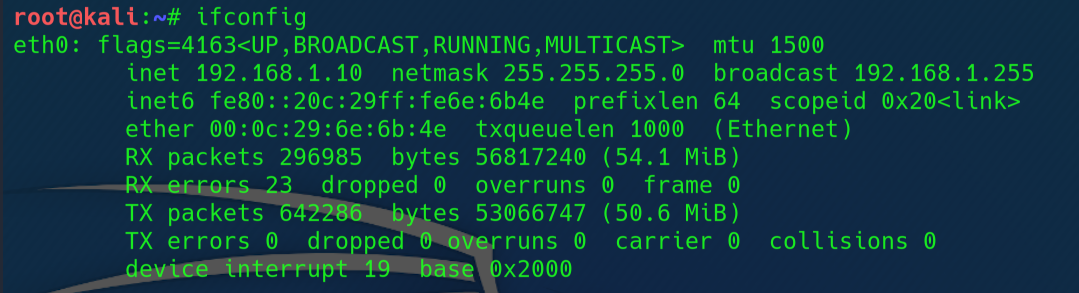 root@kali:~# ifconfig
eth0: flags=4163<UP,BROADCAST,RUNNING,MULTICAST>  mtu 1500
        inet 192.168.1.10  netmask 255.255.255.0  broadcast 192.168.1.255
        inet6 fe80::20c:29ff:fe6e:6b4e  prefixlen 64  scopeid 0x20<link>
        ether 00:0c:29:6e:6b:4e  txqueuelen 1000  (Ethernet)
        RX packets 296985  bytes 56817240 (54.1 MiB)
        RX errors 23  dropped 0  overruns 0  frame 0
        TX packets 642286  bytes 53066747 (50.6 MiB)
        TX errors 0  dropped 0 overruns 0  carrier 0  collisions 0
        device interrupt 19  base 0x2000